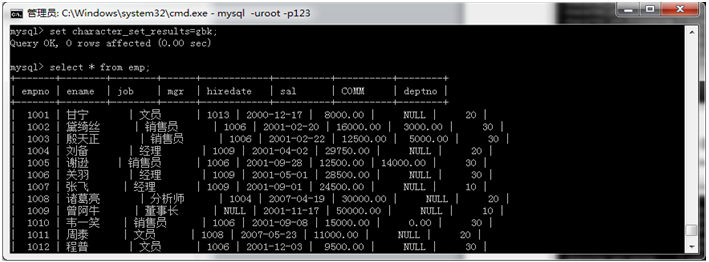 管理员: C:\Windows\system32\cmd.exe - mysql -uroot -p123
mysql> set character_set_results=gbk;
Query OK, 0 rows affected (0.00 sec)
mysql> select * from emp;
+-------+--------+--------+------+------------+----------+----------+--------+
| empno | ename | job | mgr | hiredate | sal | COMM | deptno |
+-------+--------+--------+------+------------+----------+----------+--------+
| 1001 | 甘宁 | 文员 | 1013 | 2000-12-17 | 8000.00 | NULL | 20 |
| 1002 | 黛绮丝 | 销售员 | 1006 | 2001-02-20 | 16000.00 | 3000.00 | 30 |
| 1003 | 殷天正 | 销售员 | 1006 | 2001-02-22 | 12500.00 | 5000.00 | 30 |
| 1004 | 刘备 | 经理 | 1009 | 2001-04-02 | 29750.00 | NULL | 20 |
| 1005 | 谢逊 | 销售员 | 1006 | 2001-09-28 | 12500.00 | 14000.00 | 30 |
| 1006 | 关羽 | 经理 | 1009 | 2001-05-01 | 28500.00 | NULL | 30 |
| 1007 | 张飞 | 经理 | 1009 | 2001-09-01 | 24500.00 | NULL | 10 |
| 1008 | 诸葛亮 | 分析师 | 1004 | 2007-04-19 | 30000.00 | NULL | 20 |
| 1009 | 曾阿牛 | 董事长 | NULL | 2001-11-17 | 50000.00 | NULL | 10 |
| 1010 | 韦一笑 | 销售员 | 1006 | 2001-09-08 | 15000.00 | 0.00 | 30 |
| 1011 | 周泰 | 文员 | 1008 | 2007-05-23 | 11000.00 | NULL | 20 |
| 1012 | 程普 | 文员 | 1006 | 2001-12-03 | 9500.00 | NULL | 30 |